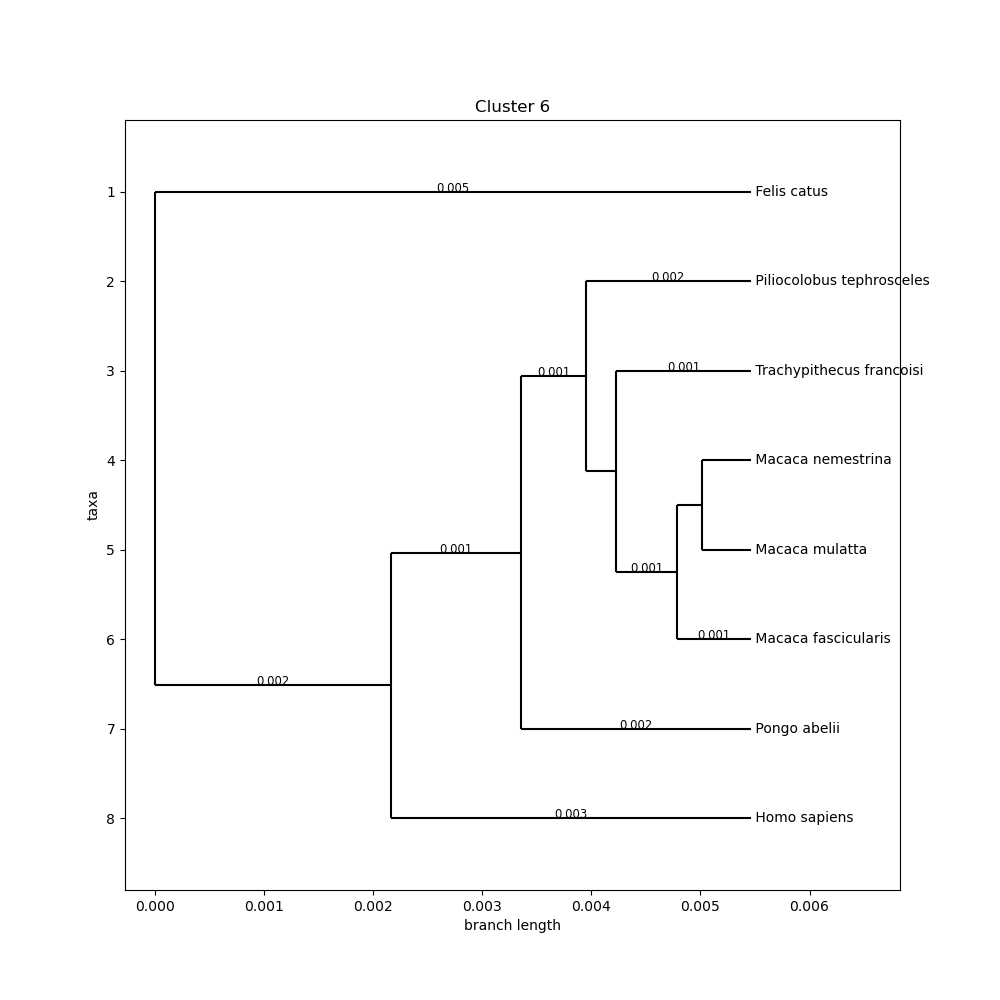 Cluster 6
1
0.005
Felis catus
2
0.002
Piliocolobus tephrosceles
3
0.001
0.001
Trachypithecus francoisi
4
Macaca nemestrina
taxa
5
0.001
Macaca mulatta
0.001
6
0.001
Macaca fascicularis
0.002
7
0.002
Pongo abelii
8
0.003
Homo sapiens
0.000 0.001 0.002 0.003 0.004 0.005 0.006
branch length